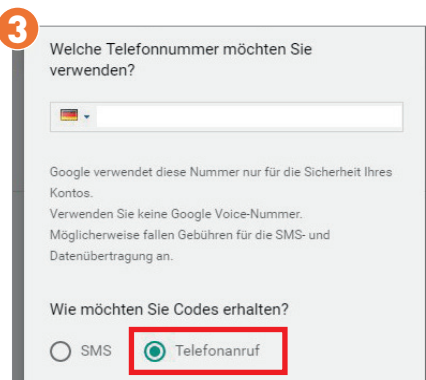 3
Welche Telefonnummer möchten Sie
verwenden?
Google verwendet diese Nummer nur für die Sicherheit Ihres
Kontos.
Verwenden Sie keine Google Voice-Nummer.
Möglicherweise fallen Gebühren für die SMS- und
Datenübertragung an.
Wie möchten Sie Codes erhalten?
SMS Telefonanruf